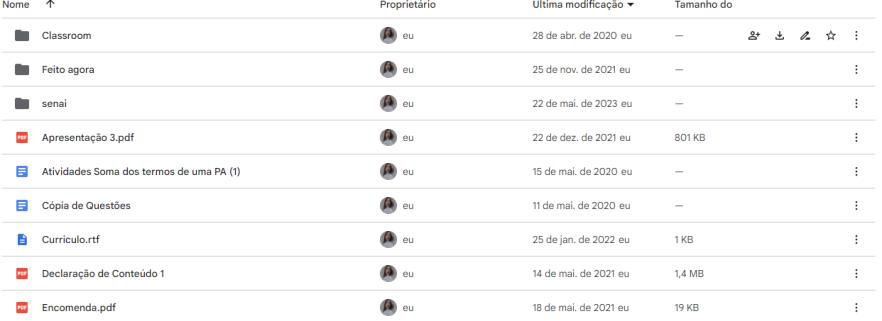 Nome Proprietário Última modificação Tamanho do
Classroom eu 28 de abr. de 2020 eu —
Feito agora eu 25 de nov. de 2021 eu —
senai eu 22 de mai. de 2023 eu —
PDF Apresentação 3.pdf eu 22 de dez. de 2021 eu 801 KB
Atividades Soma dos termos de uma PA (1) eu 15 de mai. de 2020 eu —
Cópia de Questões eu 11 de mai. de 2020 eu —
Curriculo.rtf eu 25 de jan. de 2022 eu 1 KB
PDF Declaração de Conteúdo 1 eu 14 de mai. de 2021 eu 1,4 MB
PDF Encomenda.pdf eu 18 de mai. de 2021 eu 19 KB